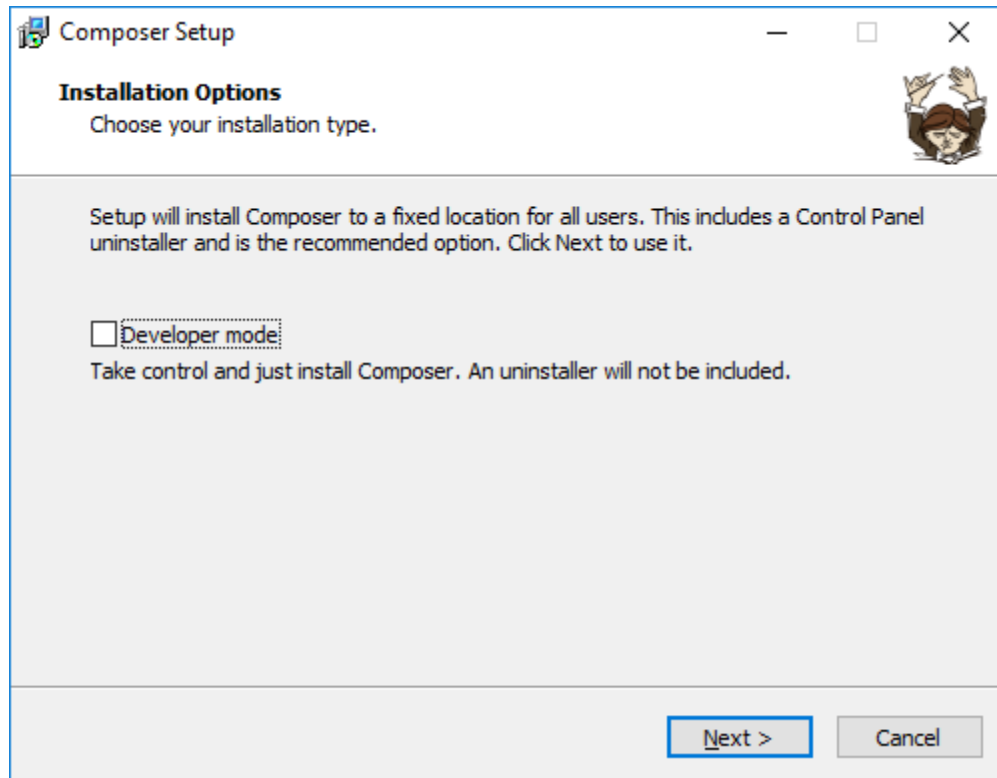 Composer Setup
Installation Options
Choose your installation type.
Setup will install Composer to a fixed location for all users. This includes a Control Panel
uninstaller and is the recommended option. Click Next to use it.
Developer mode
Take control and just install Composer. An uninstaller will not be included.
Next >
Cancel